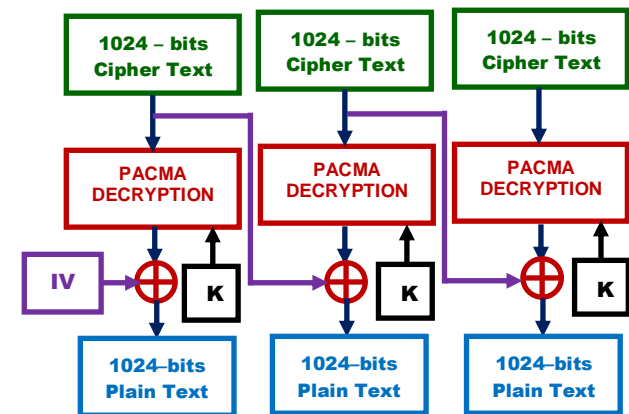 1024 – bits
Cipher Text
1024 – bits
Cipher Text
1024 – bits
Cipher Text
PACMA
DECRYPTION
PACMA
DECRYPTION
PACMA
DECRYPTION
IV
K
K
K
1024–bits
Plain Text
1024–bits
Plain Text
1024–bits
Plain Text